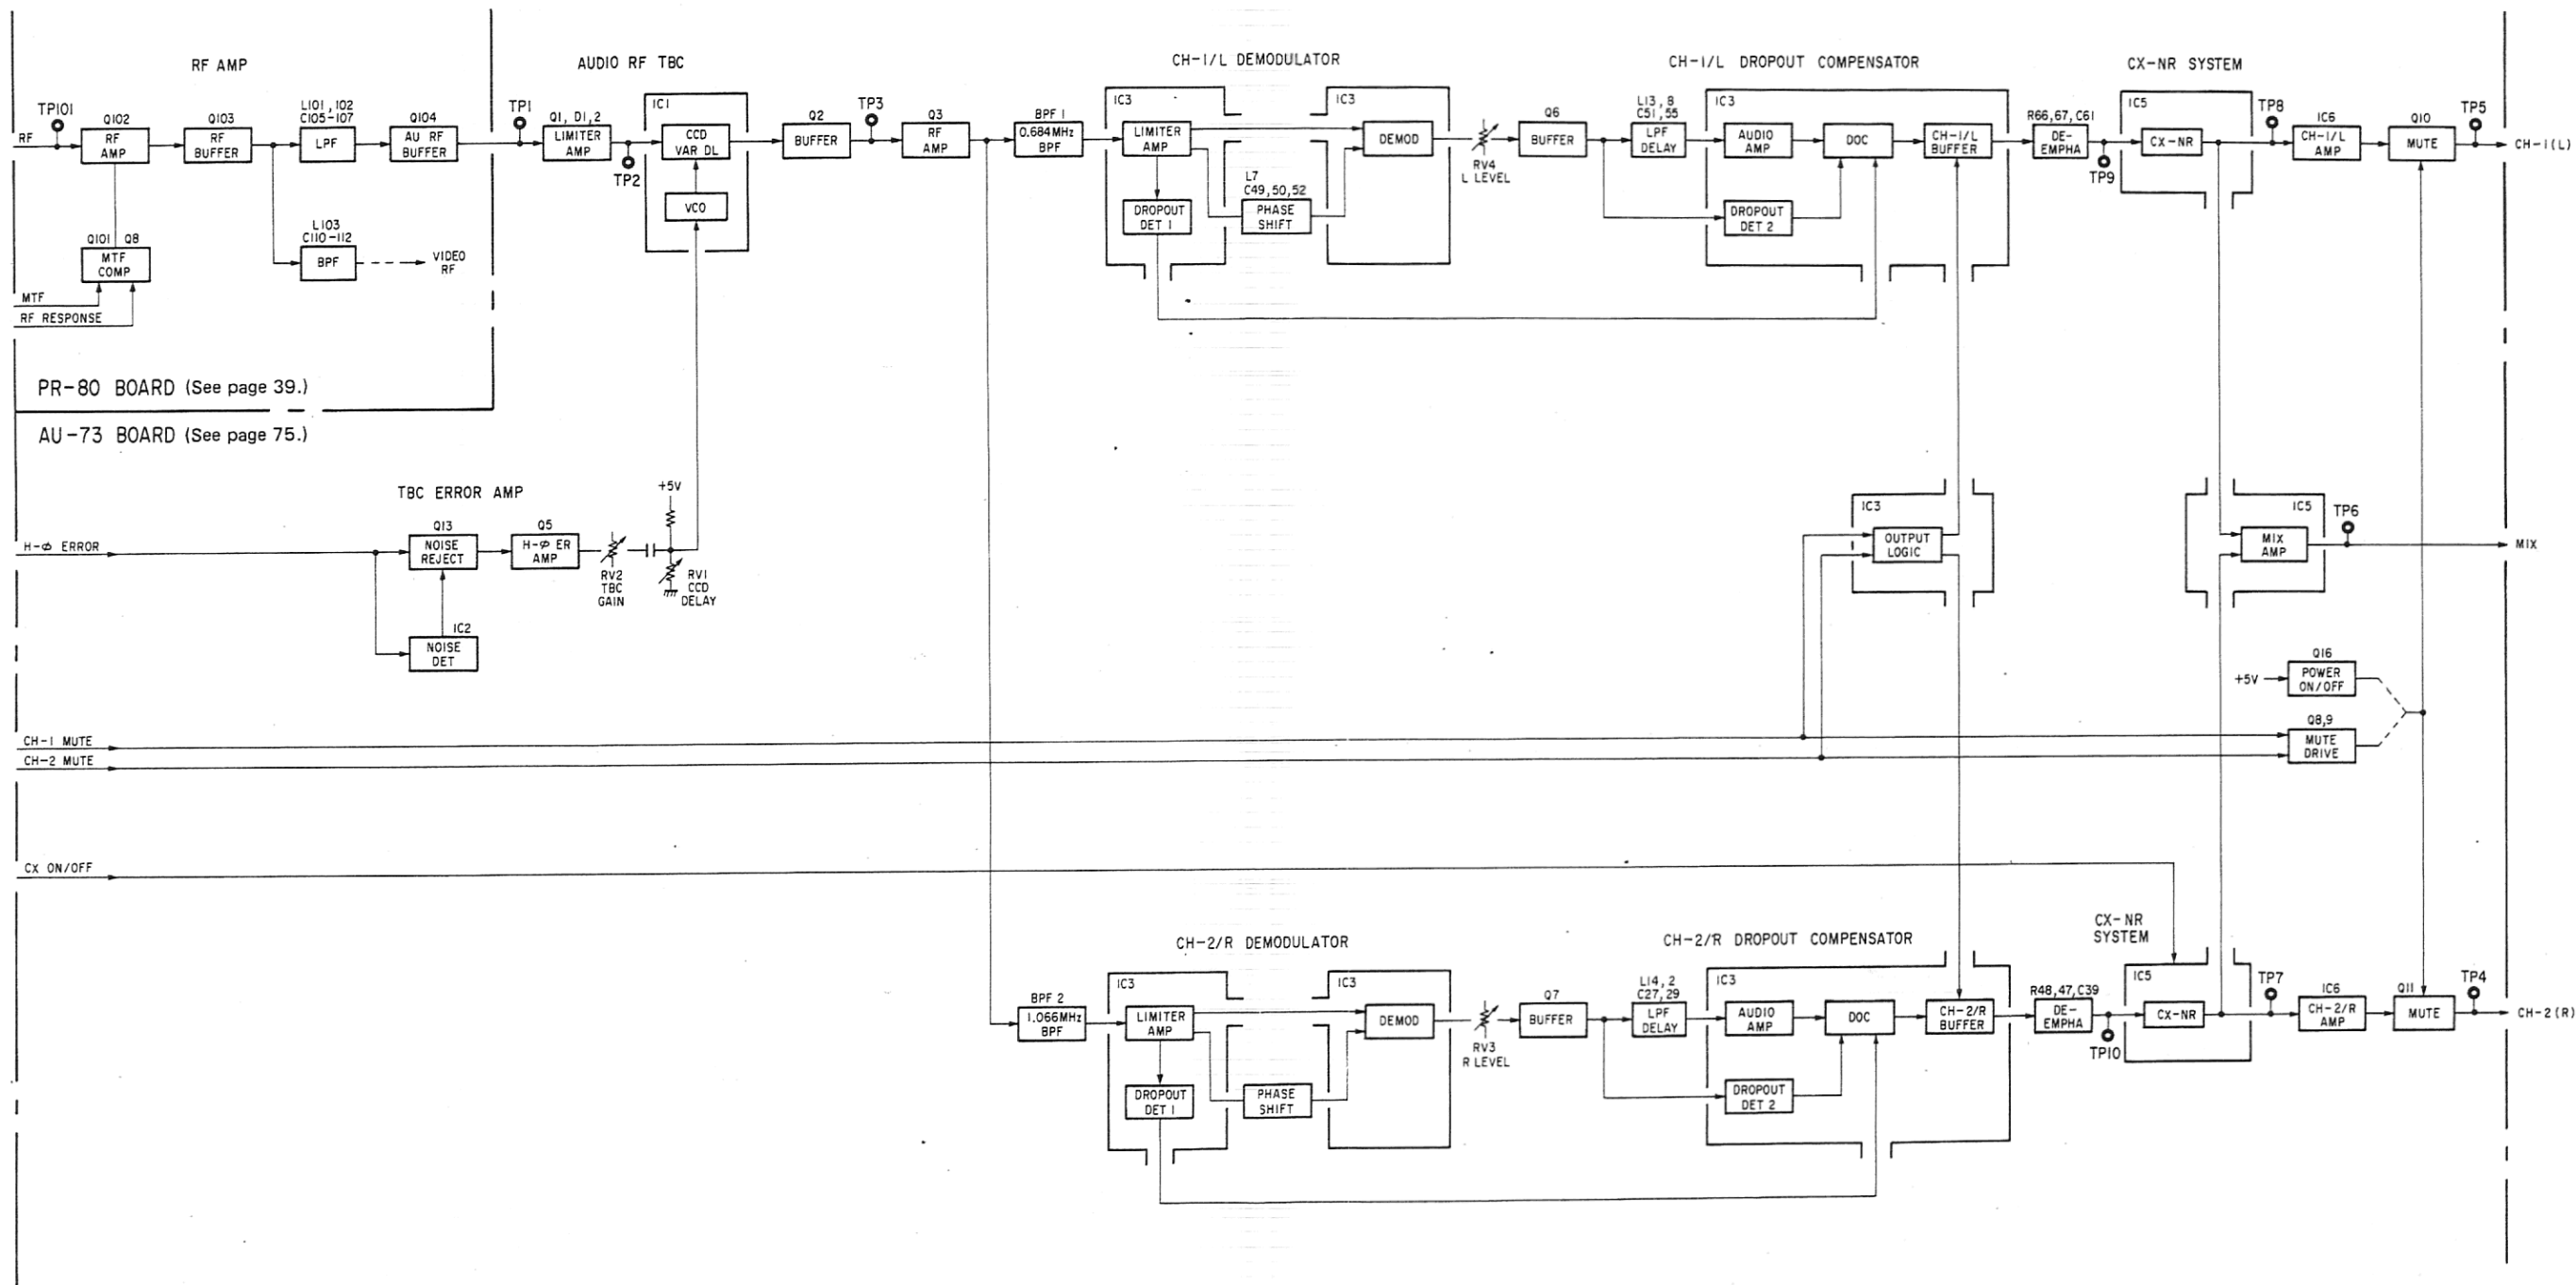 RF AMP
AUDIO RF TBC
CH-1/L DEMODULATOR
CH-1/L DROPOUT COMPENSATOR
CX-NR SYSTEM
TP101
RF
Q102
RF
AMP
Q103
RF
BUFFER
L101, 102
C105-107
LPF
Q104
AU RF
BUFFER
TP1
Q1, D1, 2
LIMITER
AMP
TP2
IC1
CCD
VAR DL
VCO
Q2
BUFFER
TP3
Q3
RF
AMP
BPF 1
0.684MHz
BPF
IC3
LIMITER
AMP
DROPOUT
DET 1
L7
C49, 50, 52
PHASE
SHIFT
IC3
DEMOD
RV4
L LEVEL
Q6
BUFFER
L13, 8
C51, 55
LPF
DELAY
IC3
AUDIO
AMP
DOC
CH-1/L
BUFFER
DROPOUT
DET 2
R66, 67, C61
DE-
EMPHA
TP9
IC5
CX-NR
TP8
IC6
CH-1/L
AMP
Q10
MUTE
TP5
CH-1(L)
Q101 Q8
MTF
COMP
L103
C110-112
BPF
VIDEO
RF
MTF
RF RESPONSE
PR-80 BOARD (See page 39.)
AU-73 BOARD (See page 75.)
TBC ERROR AMP
H-Φ ERROR
Q13
NOISE
REJECT
Q5
H-Φ ER
AMP
RV2
TBC
GAIN
+5V
RV1
CCD
DELAY
IC2
NOISE
DET
IC3
OUTPUT
LOGIC
IC5
MIX
AMP
TP6
MIX
Q16
+5V
POWER
ON/OFF
Q8,9
MUTE
DRIVE
CH-1 MUTE
CH-2 MUTE
CX ON/OFF
CH-2/R DEMODULATOR
CH-2/R DROPOUT COMPENSATOR
CX-NR
SYSTEM
BPF 2
1.066MHz
BPF
IC3
LIMITER
AMP
DROPOUT
DET 1
PHASE
SHIFT
IC3
DEMOD
RV3
R LEVEL
Q7
BUFFER
L14, 2
C27, 29
LPF
DELAY
IC3
AUDIO
AMP
DOC
CH-2/R
BUFFER
DROPOUT
DET 2
R48, 47, C39
DE-
EMPHA
TP10
IC5
CX-NR
TP7
IC6
CH-2/R
AMP
Q11
MUTE
TP4
CH-2(R)